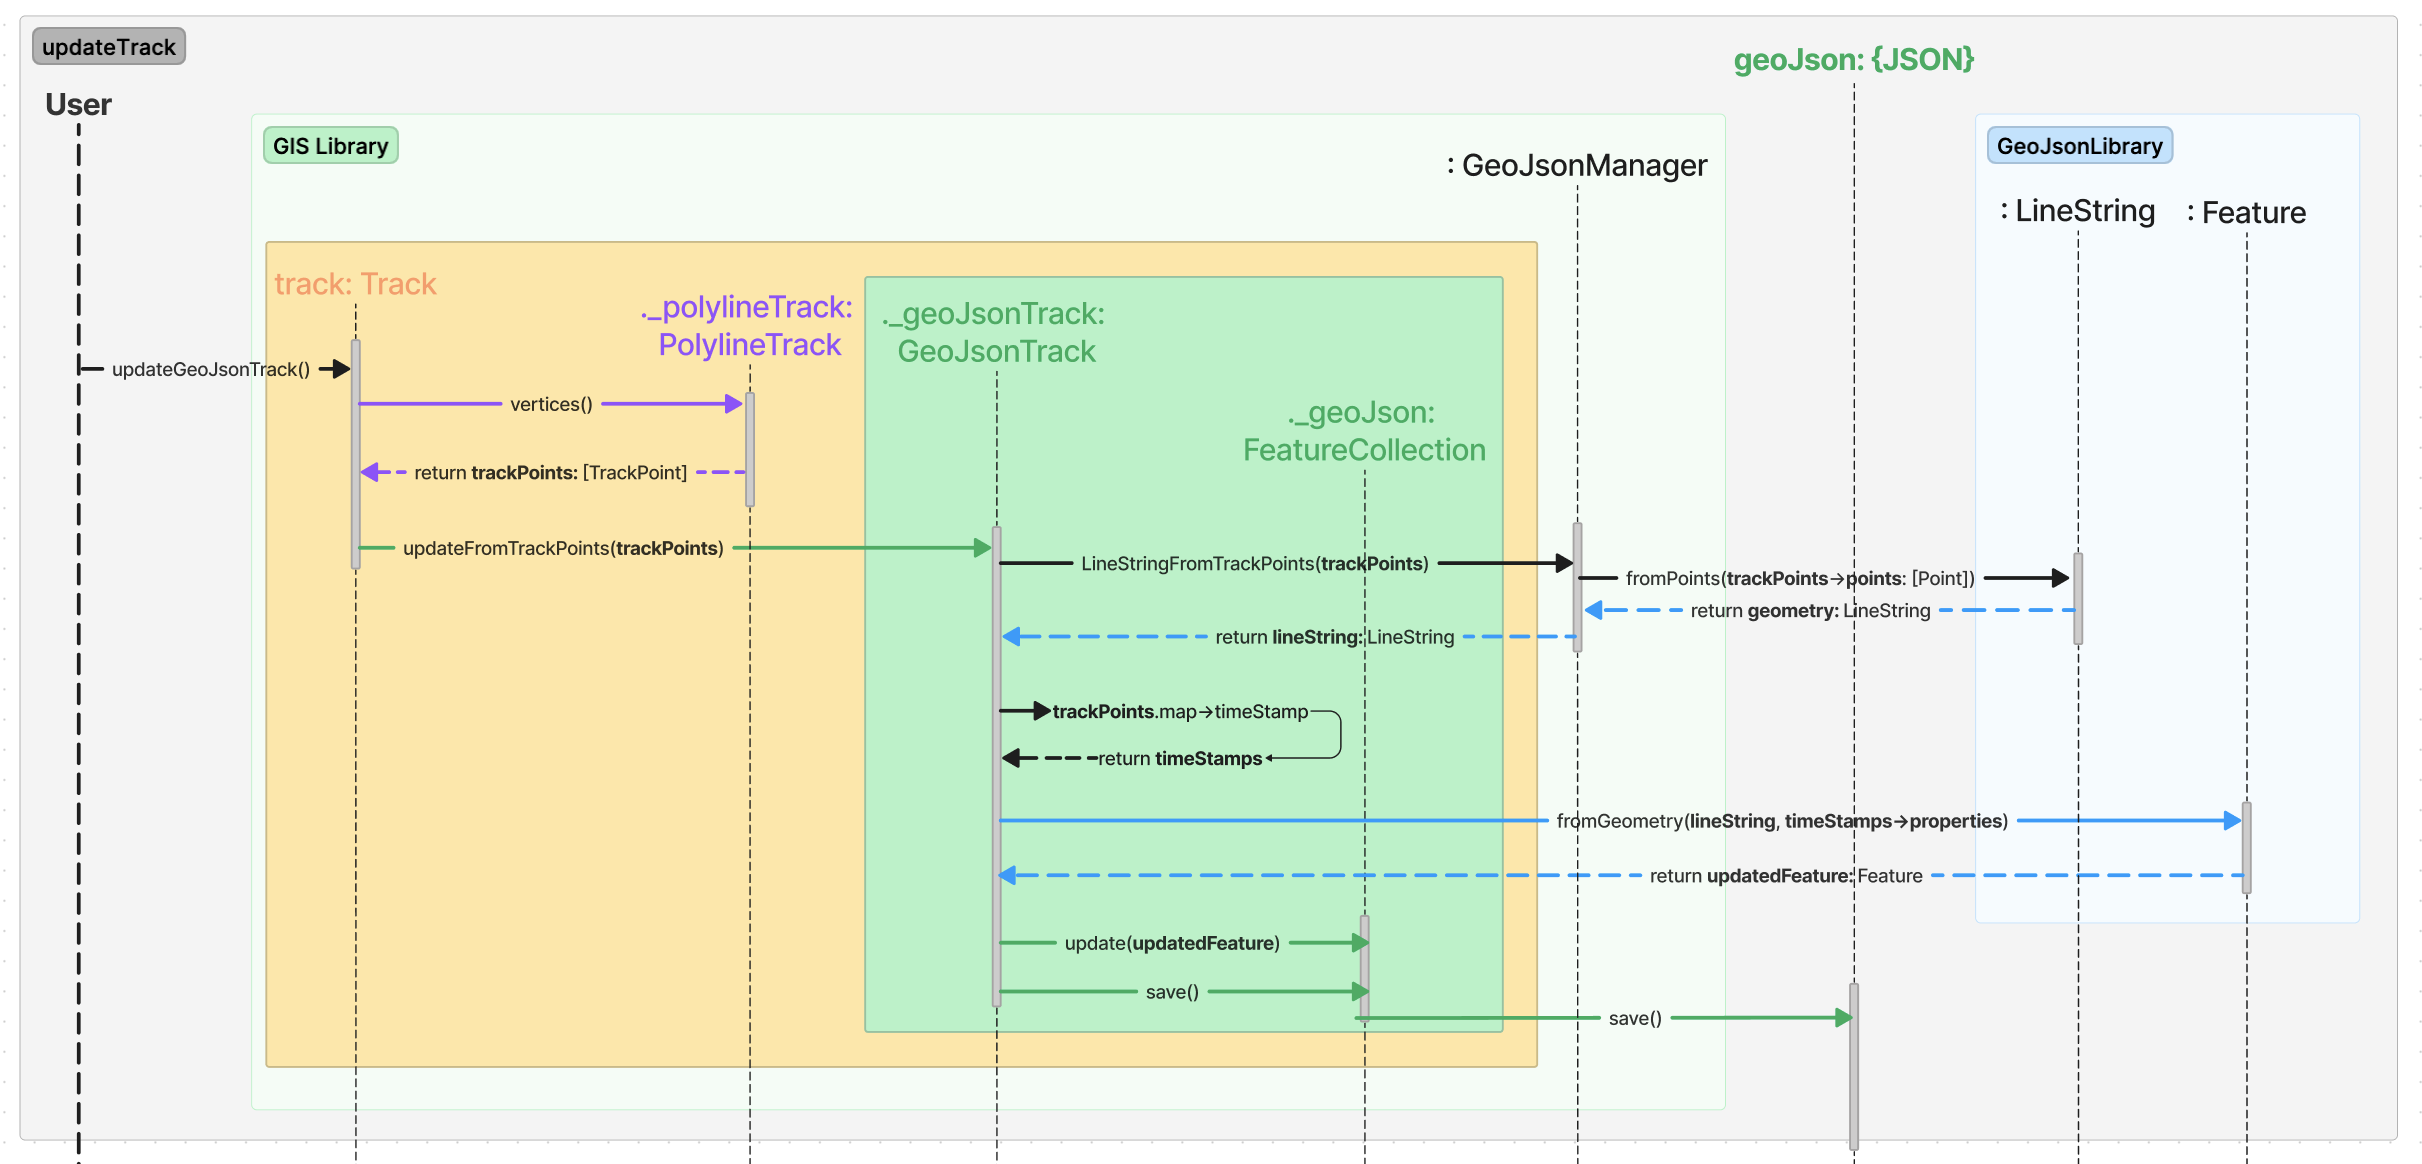 updateTrack
geoJson: {JSON}
User
GIS Library
GeoJsonLibrary
: GeoJsonManager
: LineString
: Feature
track: Track
._polylineTrack:
PolylineTrack
._geoJsonTrack:
GeoJsonTrack
updateGeoJsonTrack()
vertices()
._geoJson:
FeatureCollection
return trackPoints: [TrackPoint]
updateFromTrackPoints(trackPoints)
LineStringFromTrackPoints(trackPoints)
fromPoints(trackPoints→points: [Point])
return geometry: LineString
return lineString: LineString
trackPoints.map→timeStamp
return timeStamps
fromGeometry(lineString, timeStamps→properties)
return updatedFeature: Feature
update(updatedFeature)
save()
save()